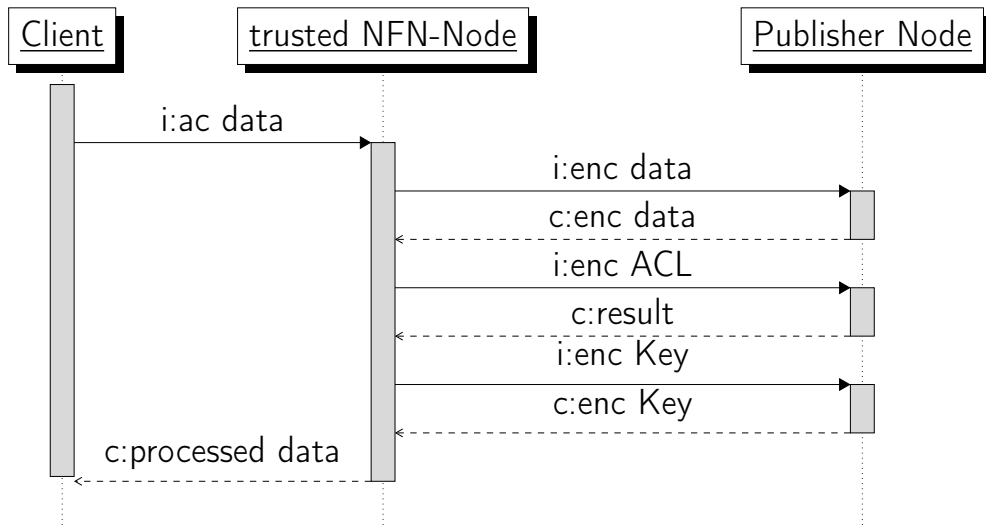 Client
trusted NFN-Node
Publisher Node
i:ac data
i:enc data
c:enc data
i:enc ACL
c:result
i:enc Key
c:enc Key
c:processed data